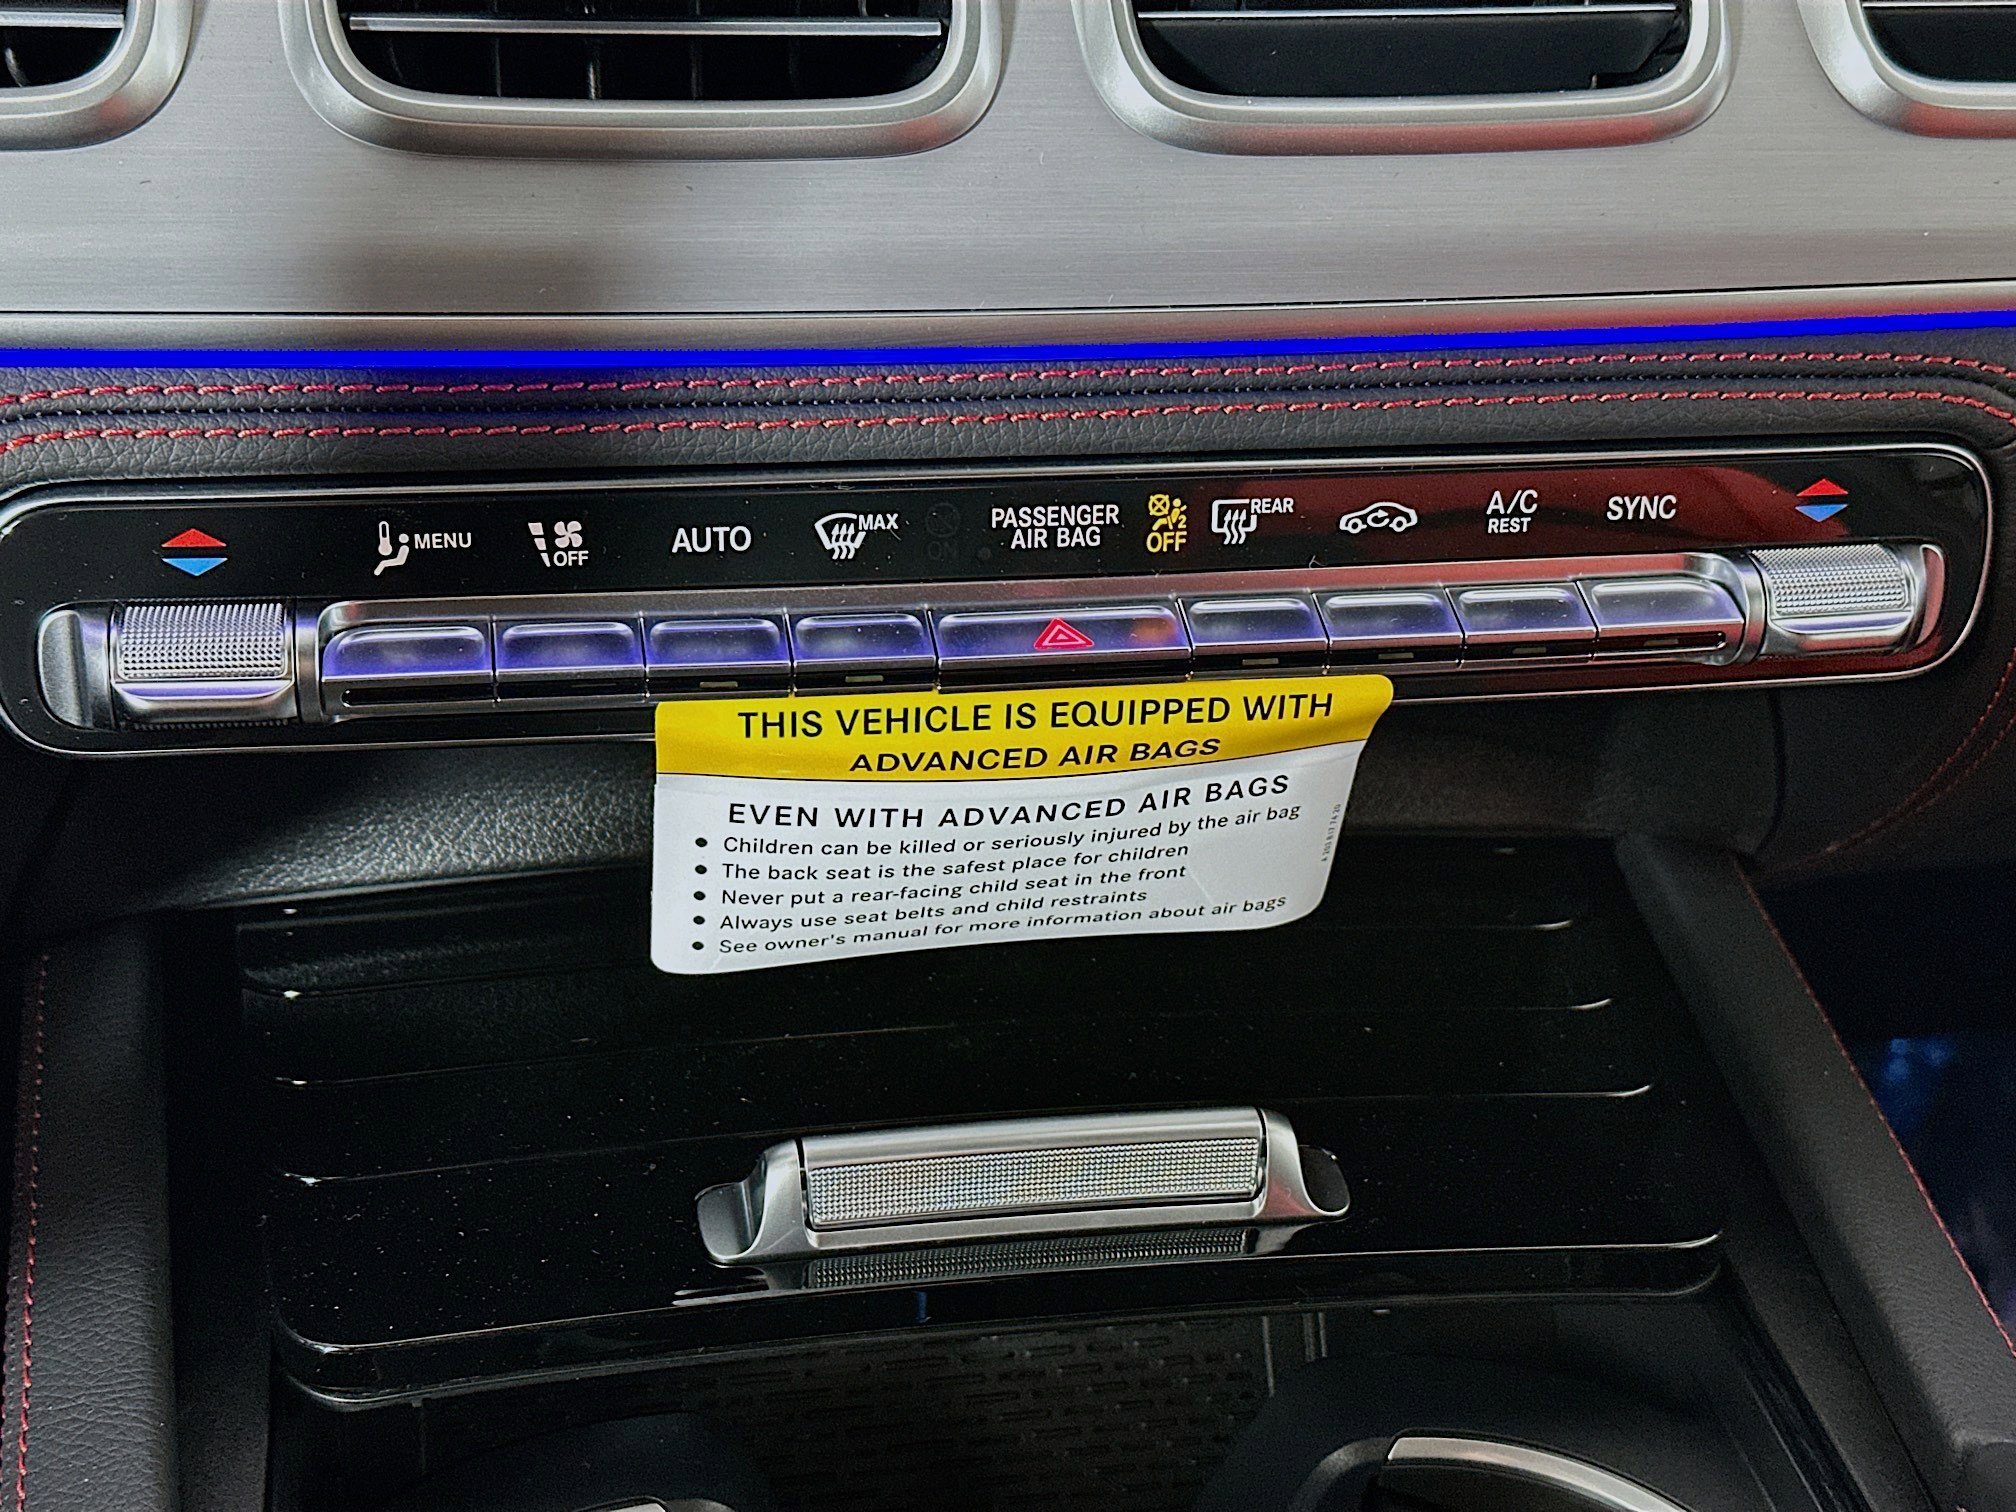 MENU
OFF
AUTO
MAX
ON
PASSENGER
AIR BAG
2
OFF
REAR
A/C
REST
SYNC
THIS VEHICLE IS EQUIPPED WITH
ADVANCED AIR BAGS
EVEN WITH ADVANCED AIR BAGS
• Children can be killed or seriously injured by the air bag
• The back seat is the safest place for children
• Never put a rear-facing child seat in the front
• Always use seat belts and child restraints
• See owner's manual for more information about air bags